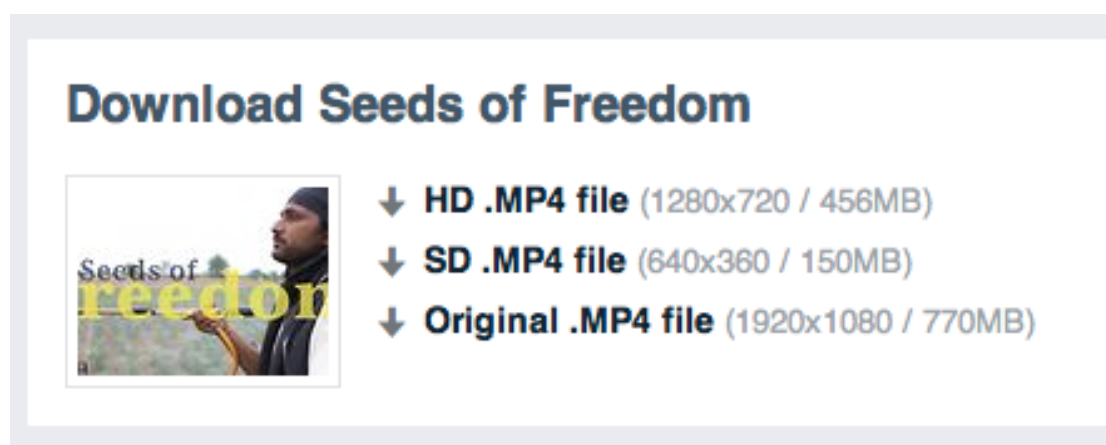 Download Seeds of Freedom
HD .MP4 file (1280x720 / 456MB)
SD .MP4 file (640x360 / 150MB)
Original .MP4 file (1920x1080 / 770MB)
Seeds of
reedon